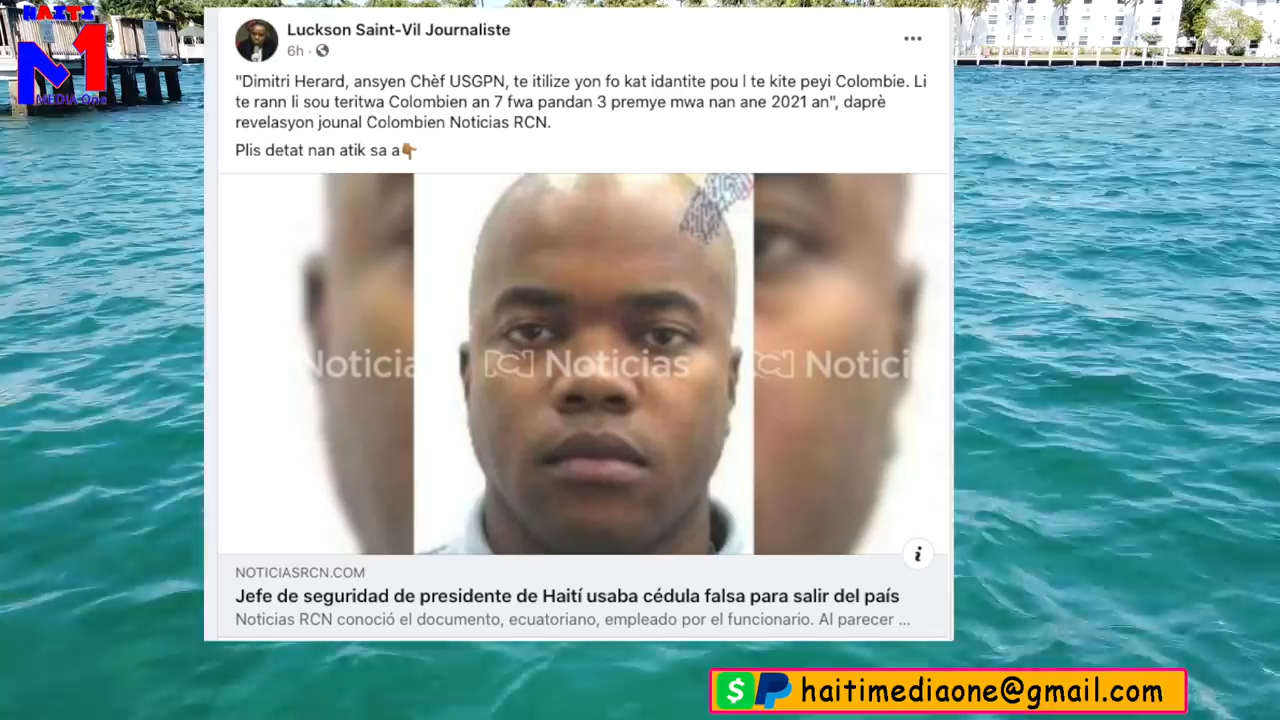 HAITI
M1
MEDIA-One
Luckson Saint-Vil Journaliste
6h ·
"Dimitri Herard, ansyen Chèf USGPN, te itilize yon fo kat idantite pou l te kite peyi Colombie. Li
te rann li sou teritwa Colombien an 7 fwa pandan 3 premye mwa nan ane 2021 an", daprè
revelasyon jounal Colombien Noticias RCN.
Plis detat nan atik sa a👇🏾
Noticia
Noticias
Notici
NOTICIASRCN.COM
Jefe de seguridad de presidente de Haití usaba cédula falsa para salir del país
Noticias RCN conoció el documento, ecuatoriano, empleado por el funcionario. Al parecer ...
$ P haitimediaone@gmail.com